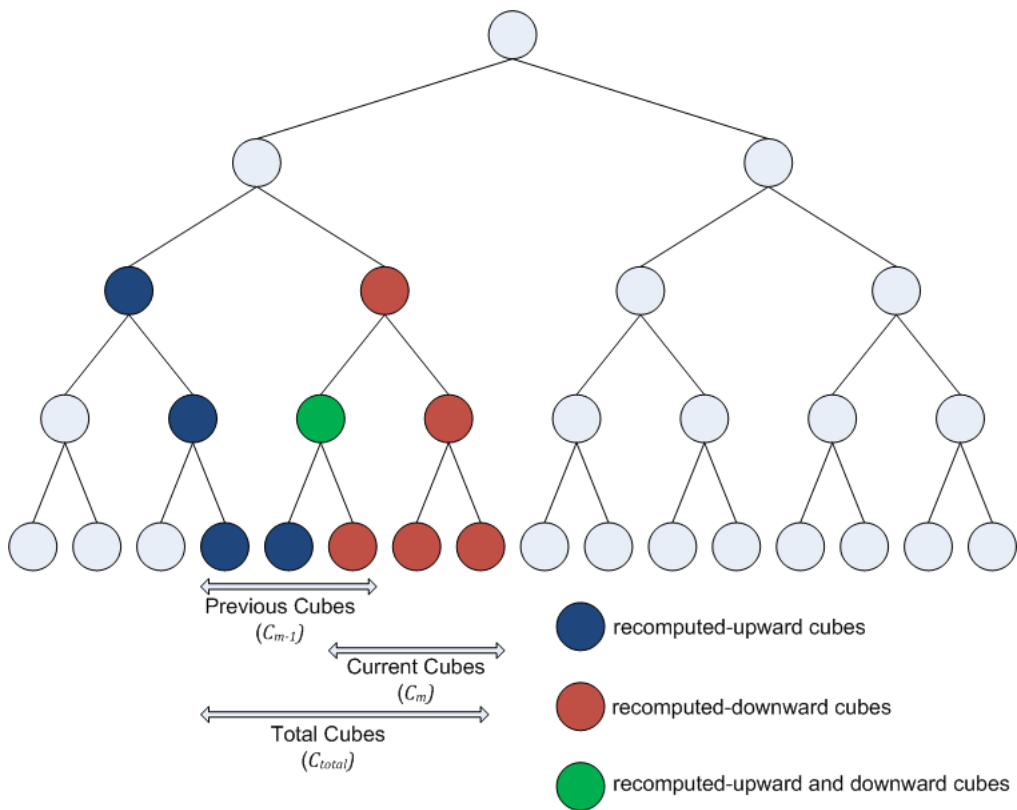 Previous Cubes
(Cm-1)
Current Cubes
(Cm)
Total Cubes
(Ctotal)
recomputed-upward cubes
recomputed-downward cubes
recomputed-upward and downward cubes